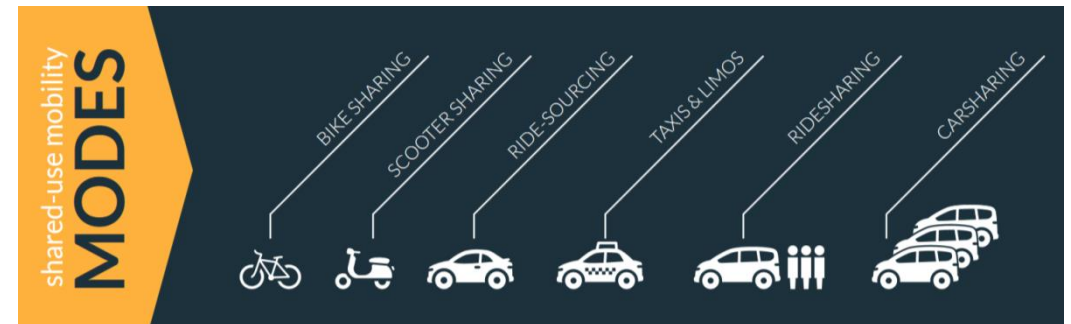 shared-use mobility
MODES
BIKE SHARING
SCOOTER SHARING
RIDE-SOURCING
TAXIS & LIMOS
RIDESHARING
CARSHARING